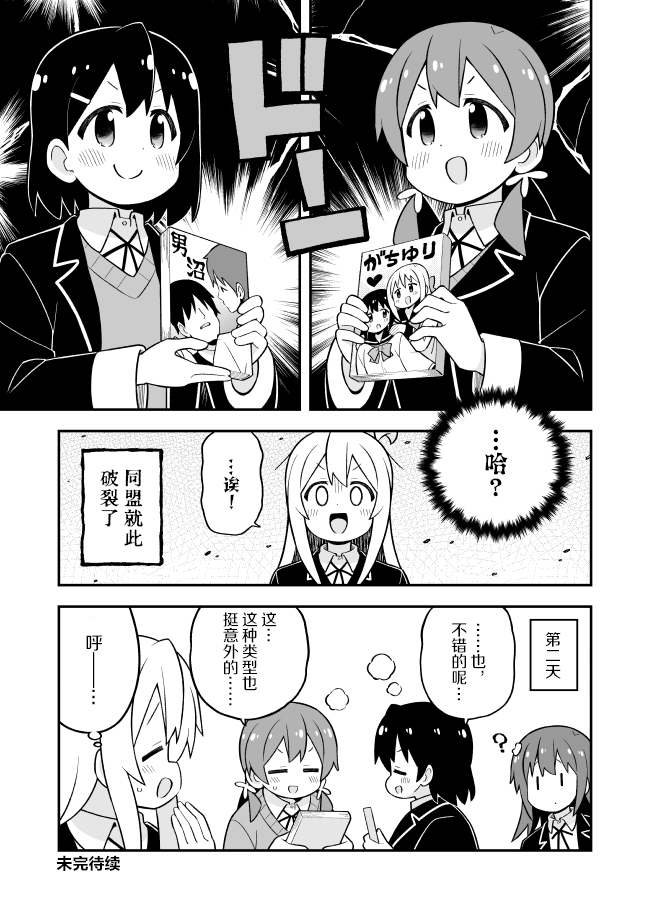 がちゆり
ドーン
男
沼
…哈？
…诶！
同盟就此
破裂了
第二天
……也，
不错的呢…
这…
这种类型也
挺意外的……
呼——…
?
未完待续